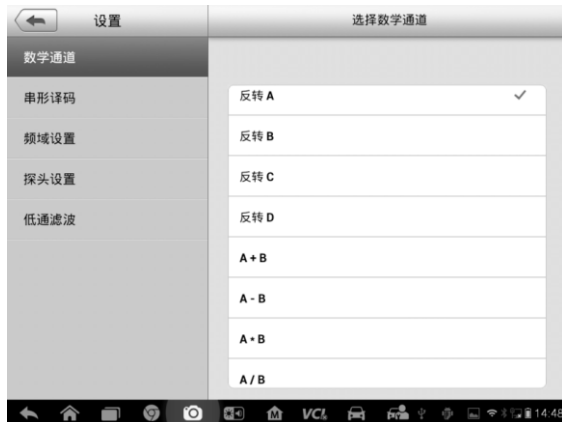 设置
选择数学通道
数学通道
串形译码
频域设置
探头设置
低通滤波
反转 A
反转 B
反转 C
反转 D
A + B
A - B
A * B
A / B
VCI
14:48